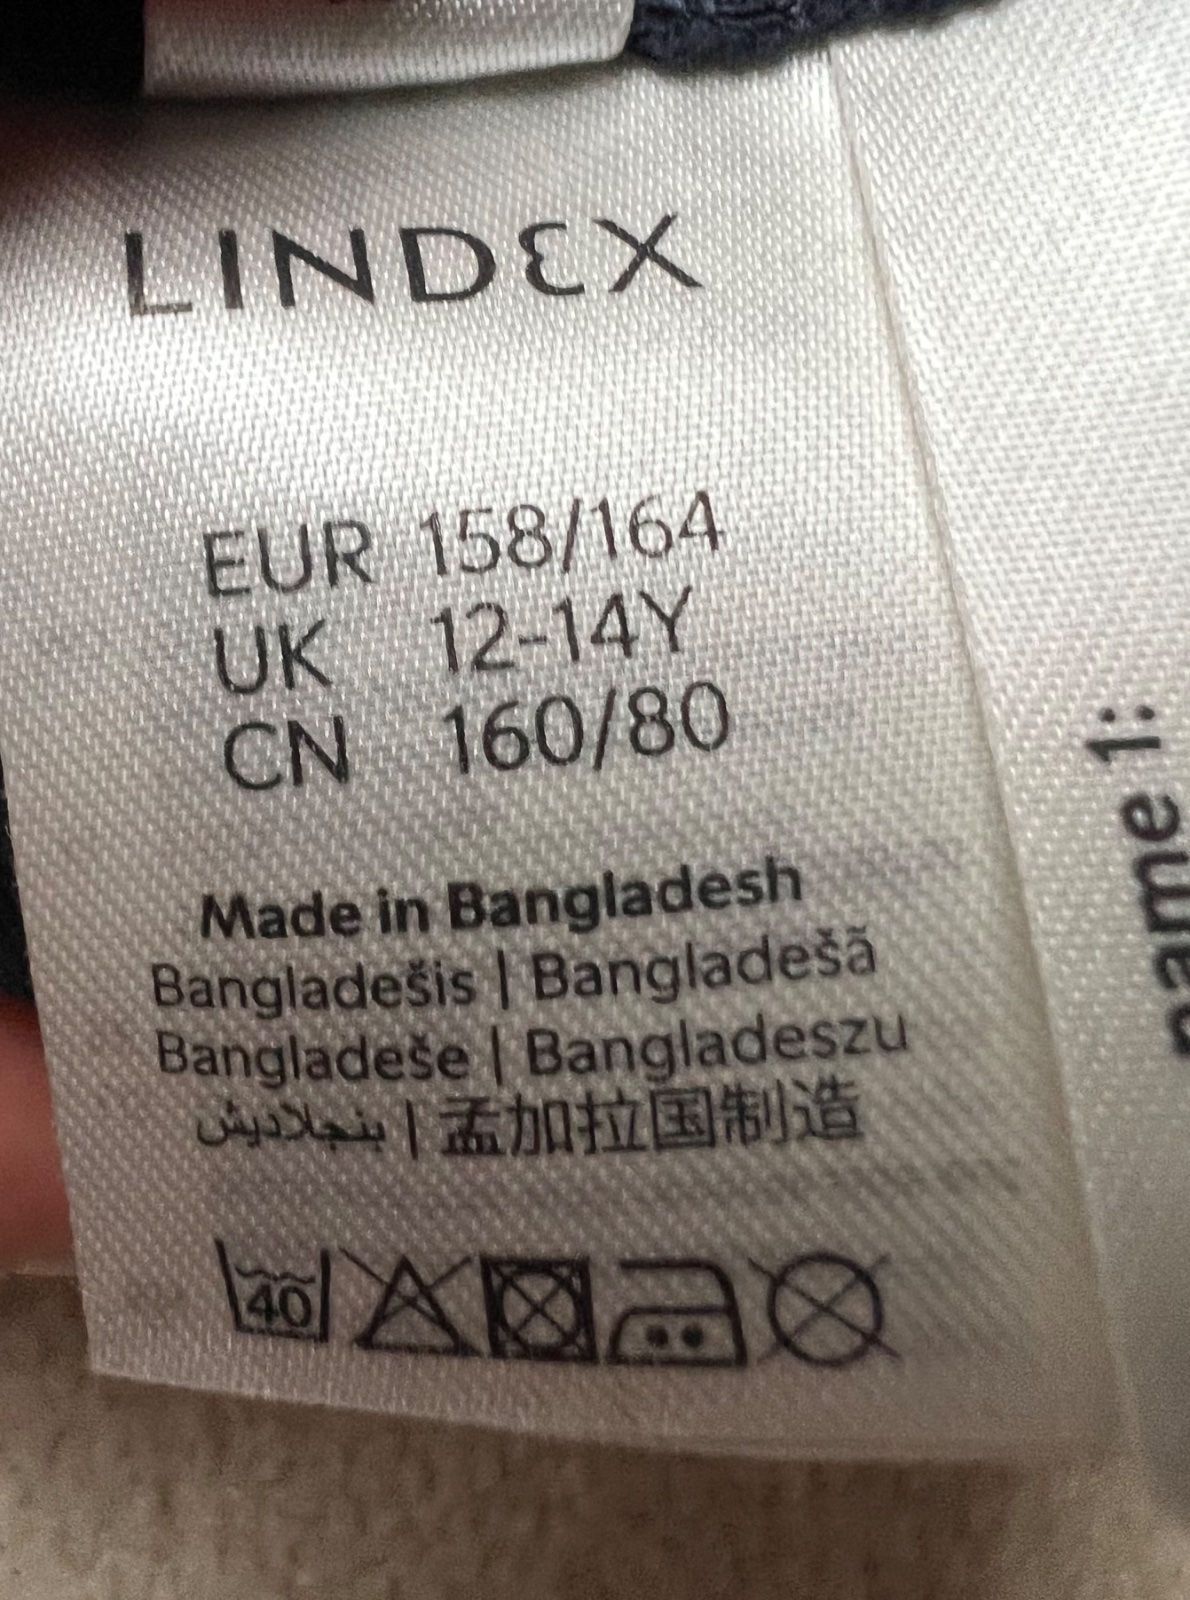 LINDEX
EUR 158/164
UK 12-14Y
CN 160/80
Made in Bangladesh
Bangladešis | Bangladešā
Bangladeše | Bangladeszu
بنجلاديش | 孟加拉国制造
40
name 1: